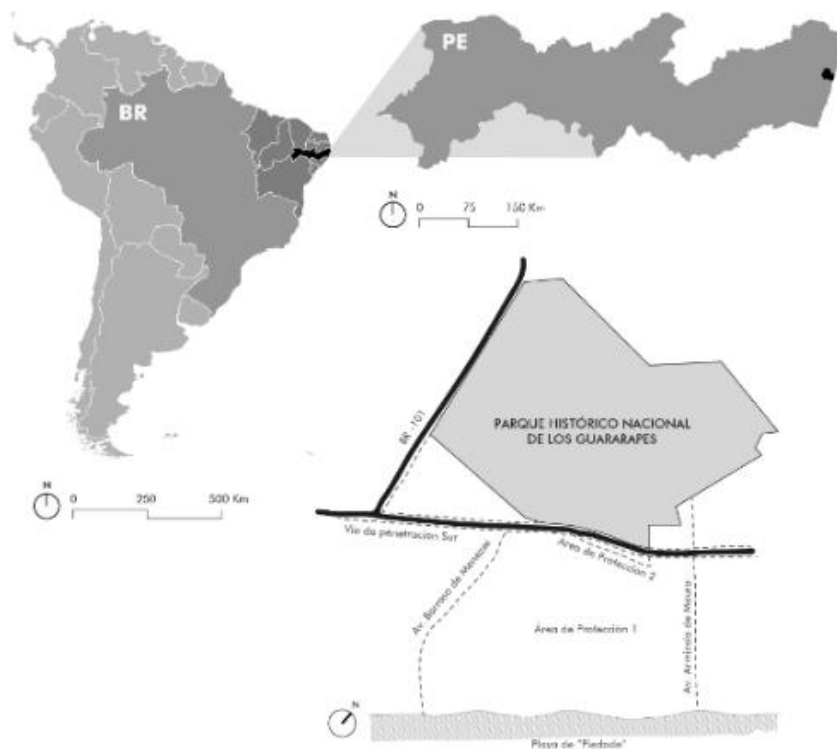 BR
PE
N
0 75 150 Km
N
0 250 500 Km
BR -101
PARQUE HISTÓRICO NACIONAL
DE LOS GUARARAPES
Vía de penetración Sur
Área de Protección 2
Av. Barreto de Menezes
Área de Protección 1
Av. Armindo de Moura
N
Playa de "Piedade"